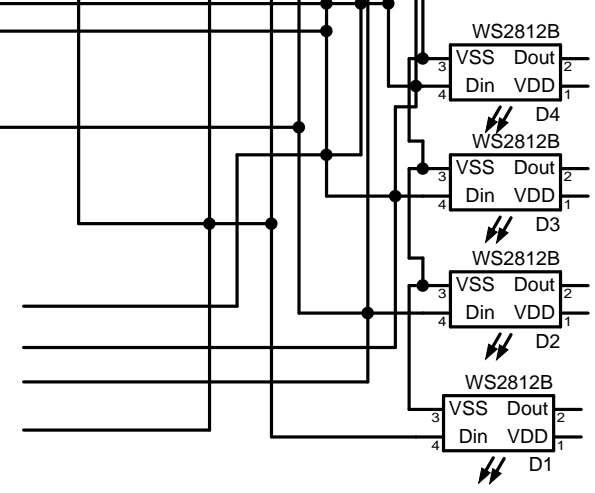 WS2812B
VSS Dout
3 2
Din VDD
4 1
D4
WS2812B
VSS Dout
3 2
Din VDD
4 1
D3
WS2812B
VSS Dout
3 2
Din VDD
4 1
D2
WS2812B
VSS Dout
3 2
Din VDD
4 1
D1